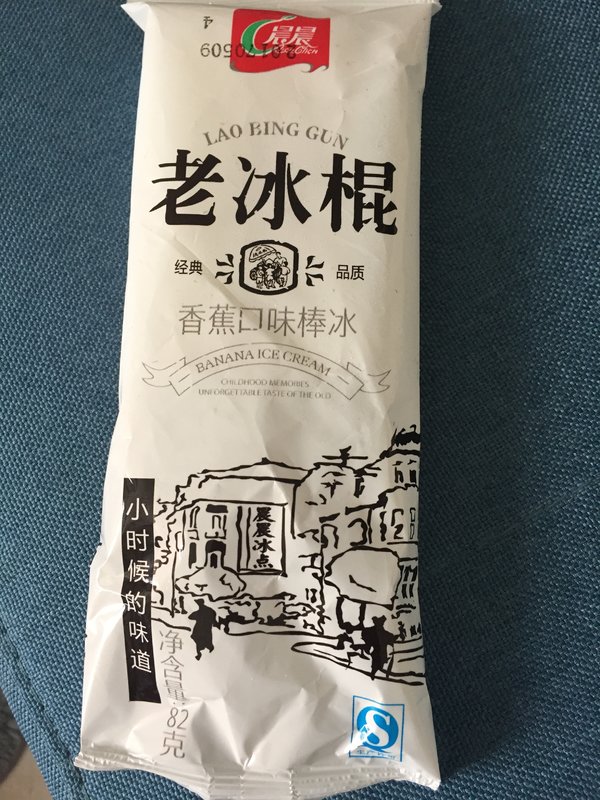 4
20170509
晨晨
LAO BING GUN
老冰棍
经典 品质
香蕉口味棒冰
BANANA ICE CREAM
CHILDHOOD MEMORIES
UNFORGETTABLE TASTE OF THE OLD
晨晨冰点
小时候的味道
净含量:82克